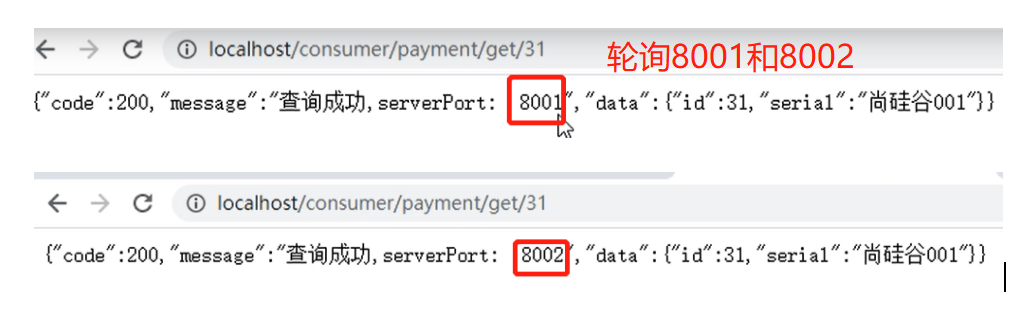 localhost/consumer/payment/get/31
轮询8001和8002
{"code":200,"message":"查询成功,serverPort: 8001","data":{"id":31,"serial":"尚硅谷001"}}
localhost/consumer/payment/get/31
{"code":200,"message":"查询成功,serverPort: 8002","data":{"id":31,"serial":"尚硅谷001"}}